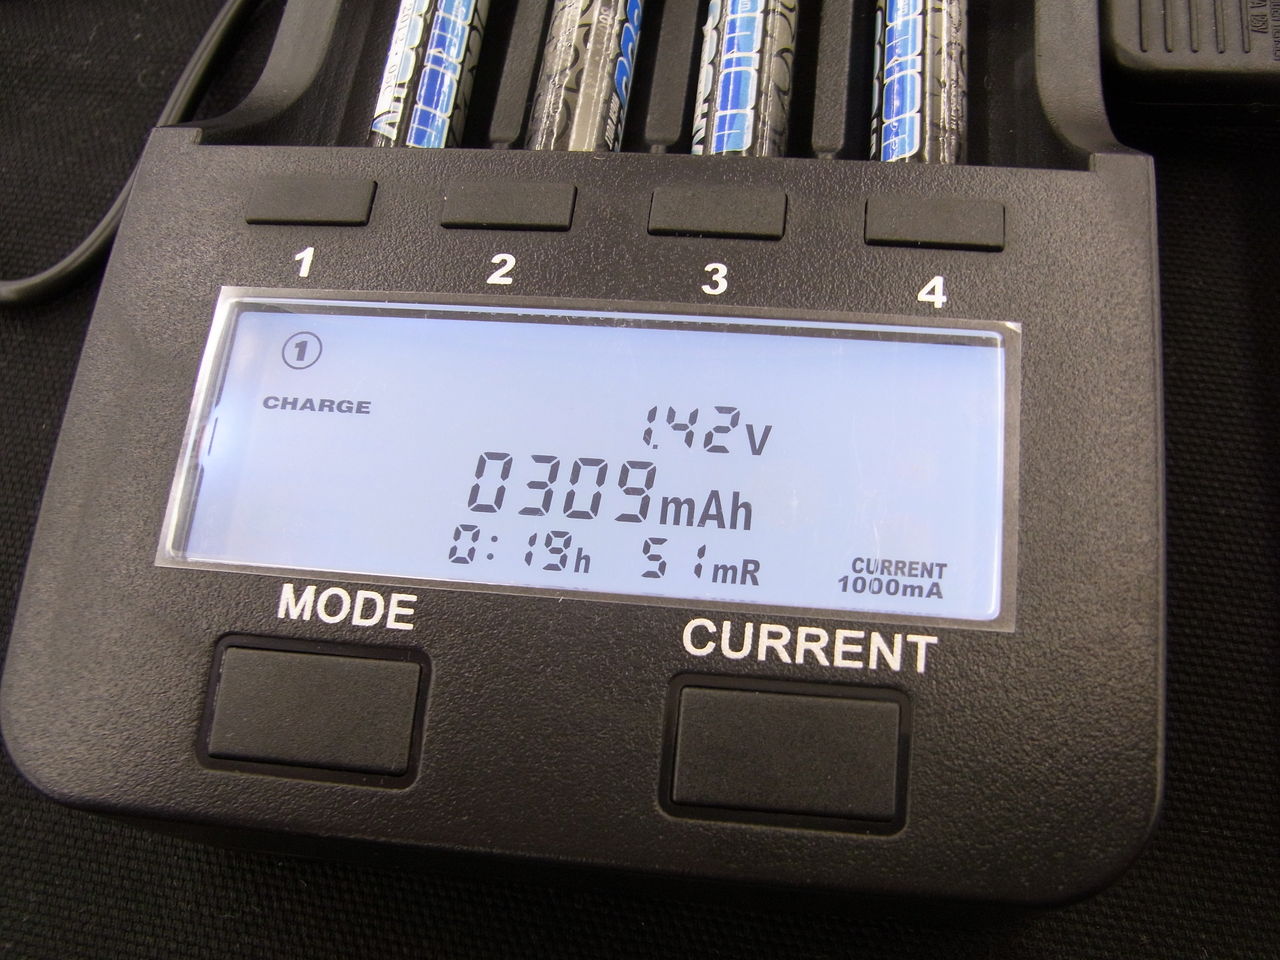 1 2 3 4
1
CHARGE
1.42V
0309mAh
0:19h 51mR
CURRENT
1000mA
MODE
CURRENT